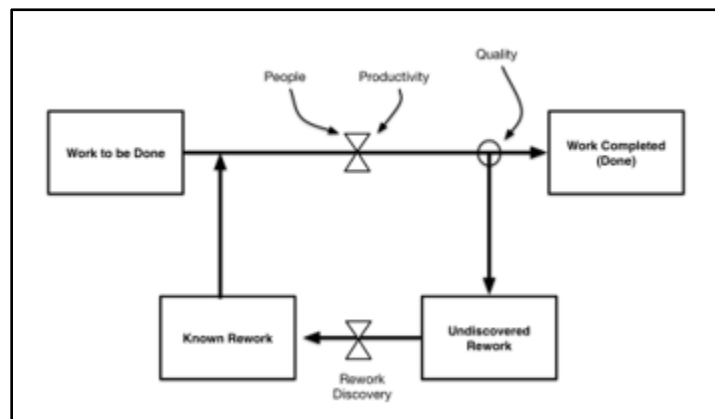 Quality
People
Productivity
Work to be Done
Work Completed
(Done)
Known Rework
Undiscovered
Rework
Rework
Discovery